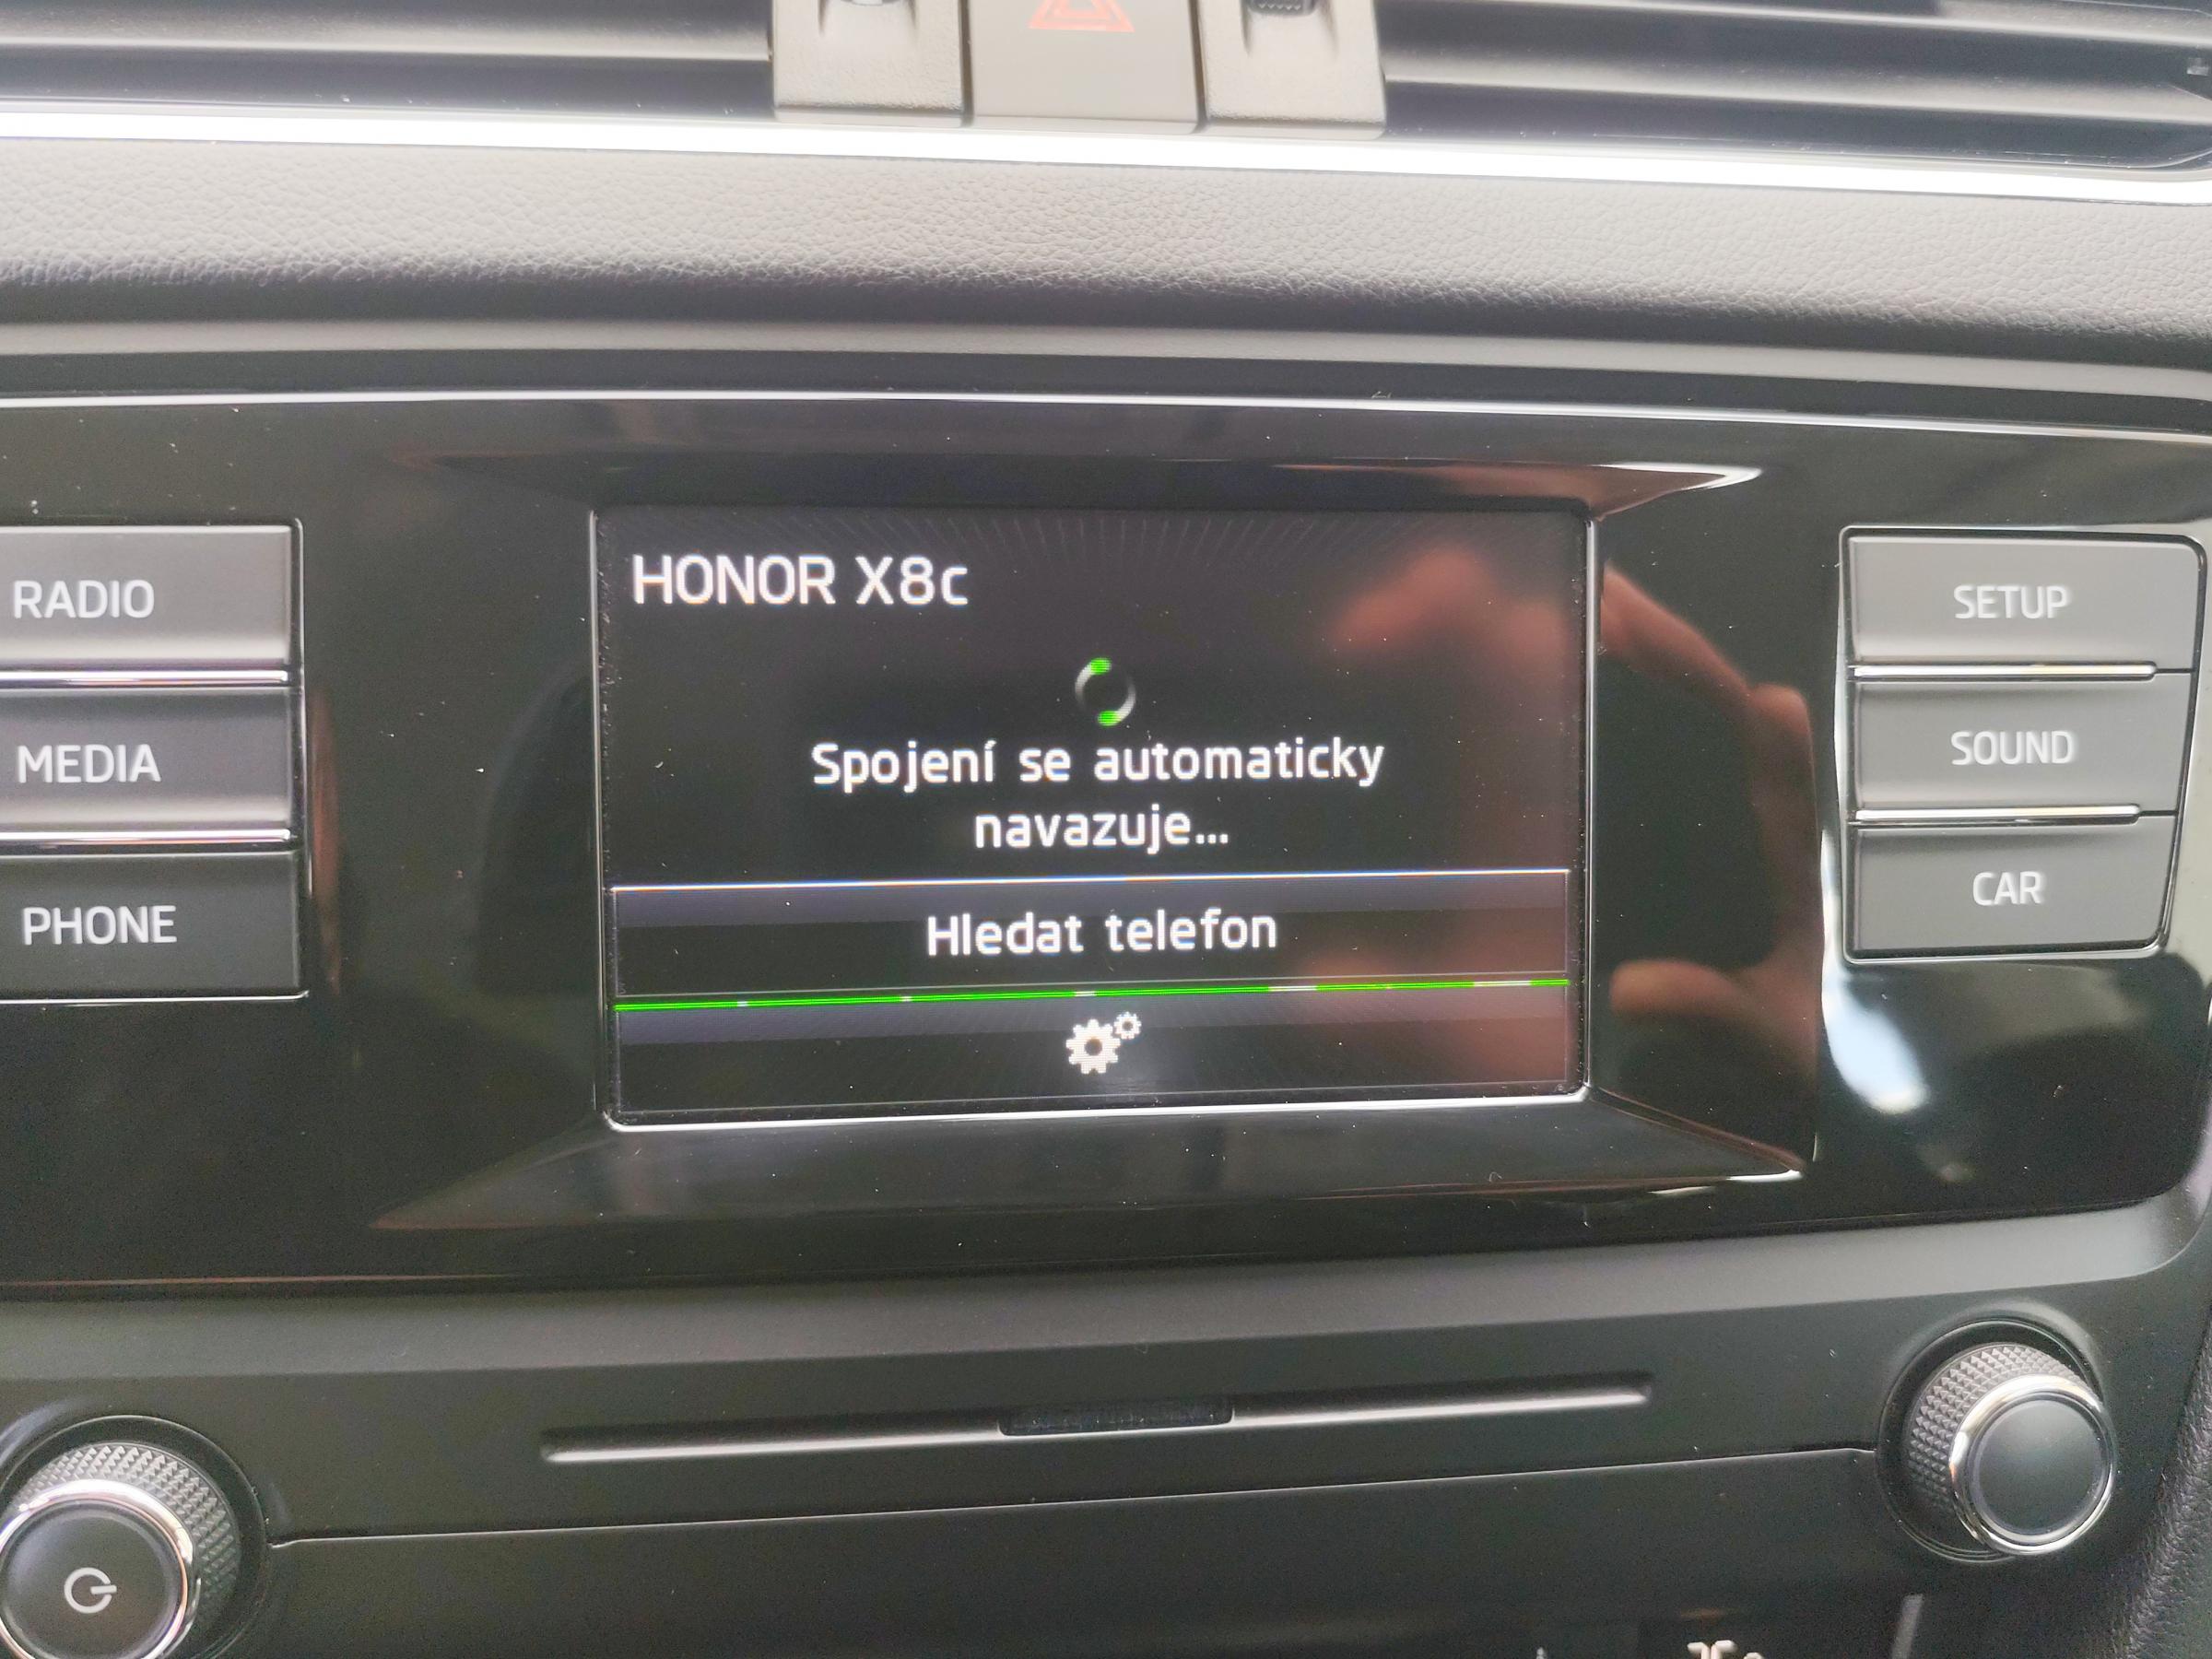 HONOR X8c
Spojení se automaticky
navazuje...
Hledat telefon
RADIO
MEDIA
PHONE
SETUP
SOUND
CAR